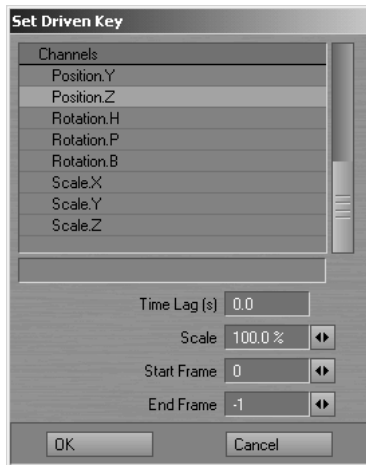 Set Driven Key
Channels
Position.Y
Position.Z
Rotation.H
Rotation.P
Rotation.B
Scale.X
Scale.Y
Scale.Z
Time Lag (s) 0.0
Scale 100.0 %
Start Frame 0
End Frame -1
OK Cancel